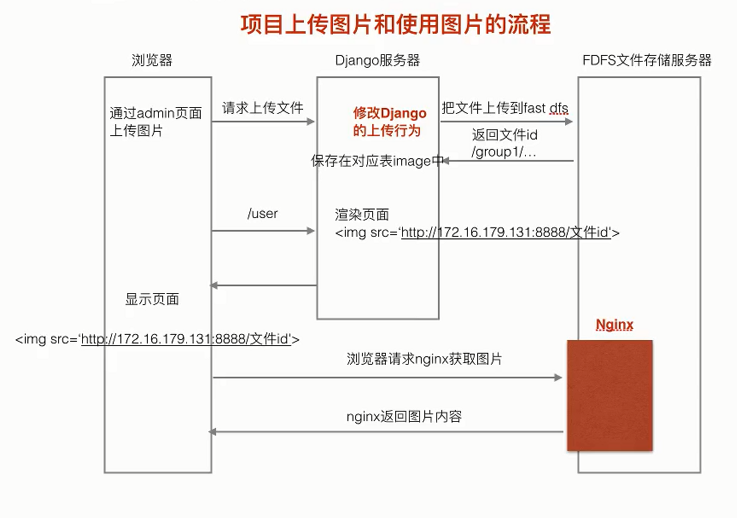 项目上传图片和使用图片的流程
浏览器
Django服务器
FDFS文件存储服务器
通过admin页面
上传图片
请求上传文件
修改Django
的上传行为
把文件上传到fast dfs
返回文件id
/group1/...
保存在对应表image中
/user
渲染页面
<img src=‘http://172.16.179.131:8888/文件id’>
显示页面
<img src=‘http://172.16.179.131:8888/文件id’>
Nginx
浏览器请求nginx获取图片
nginx返回图片内容